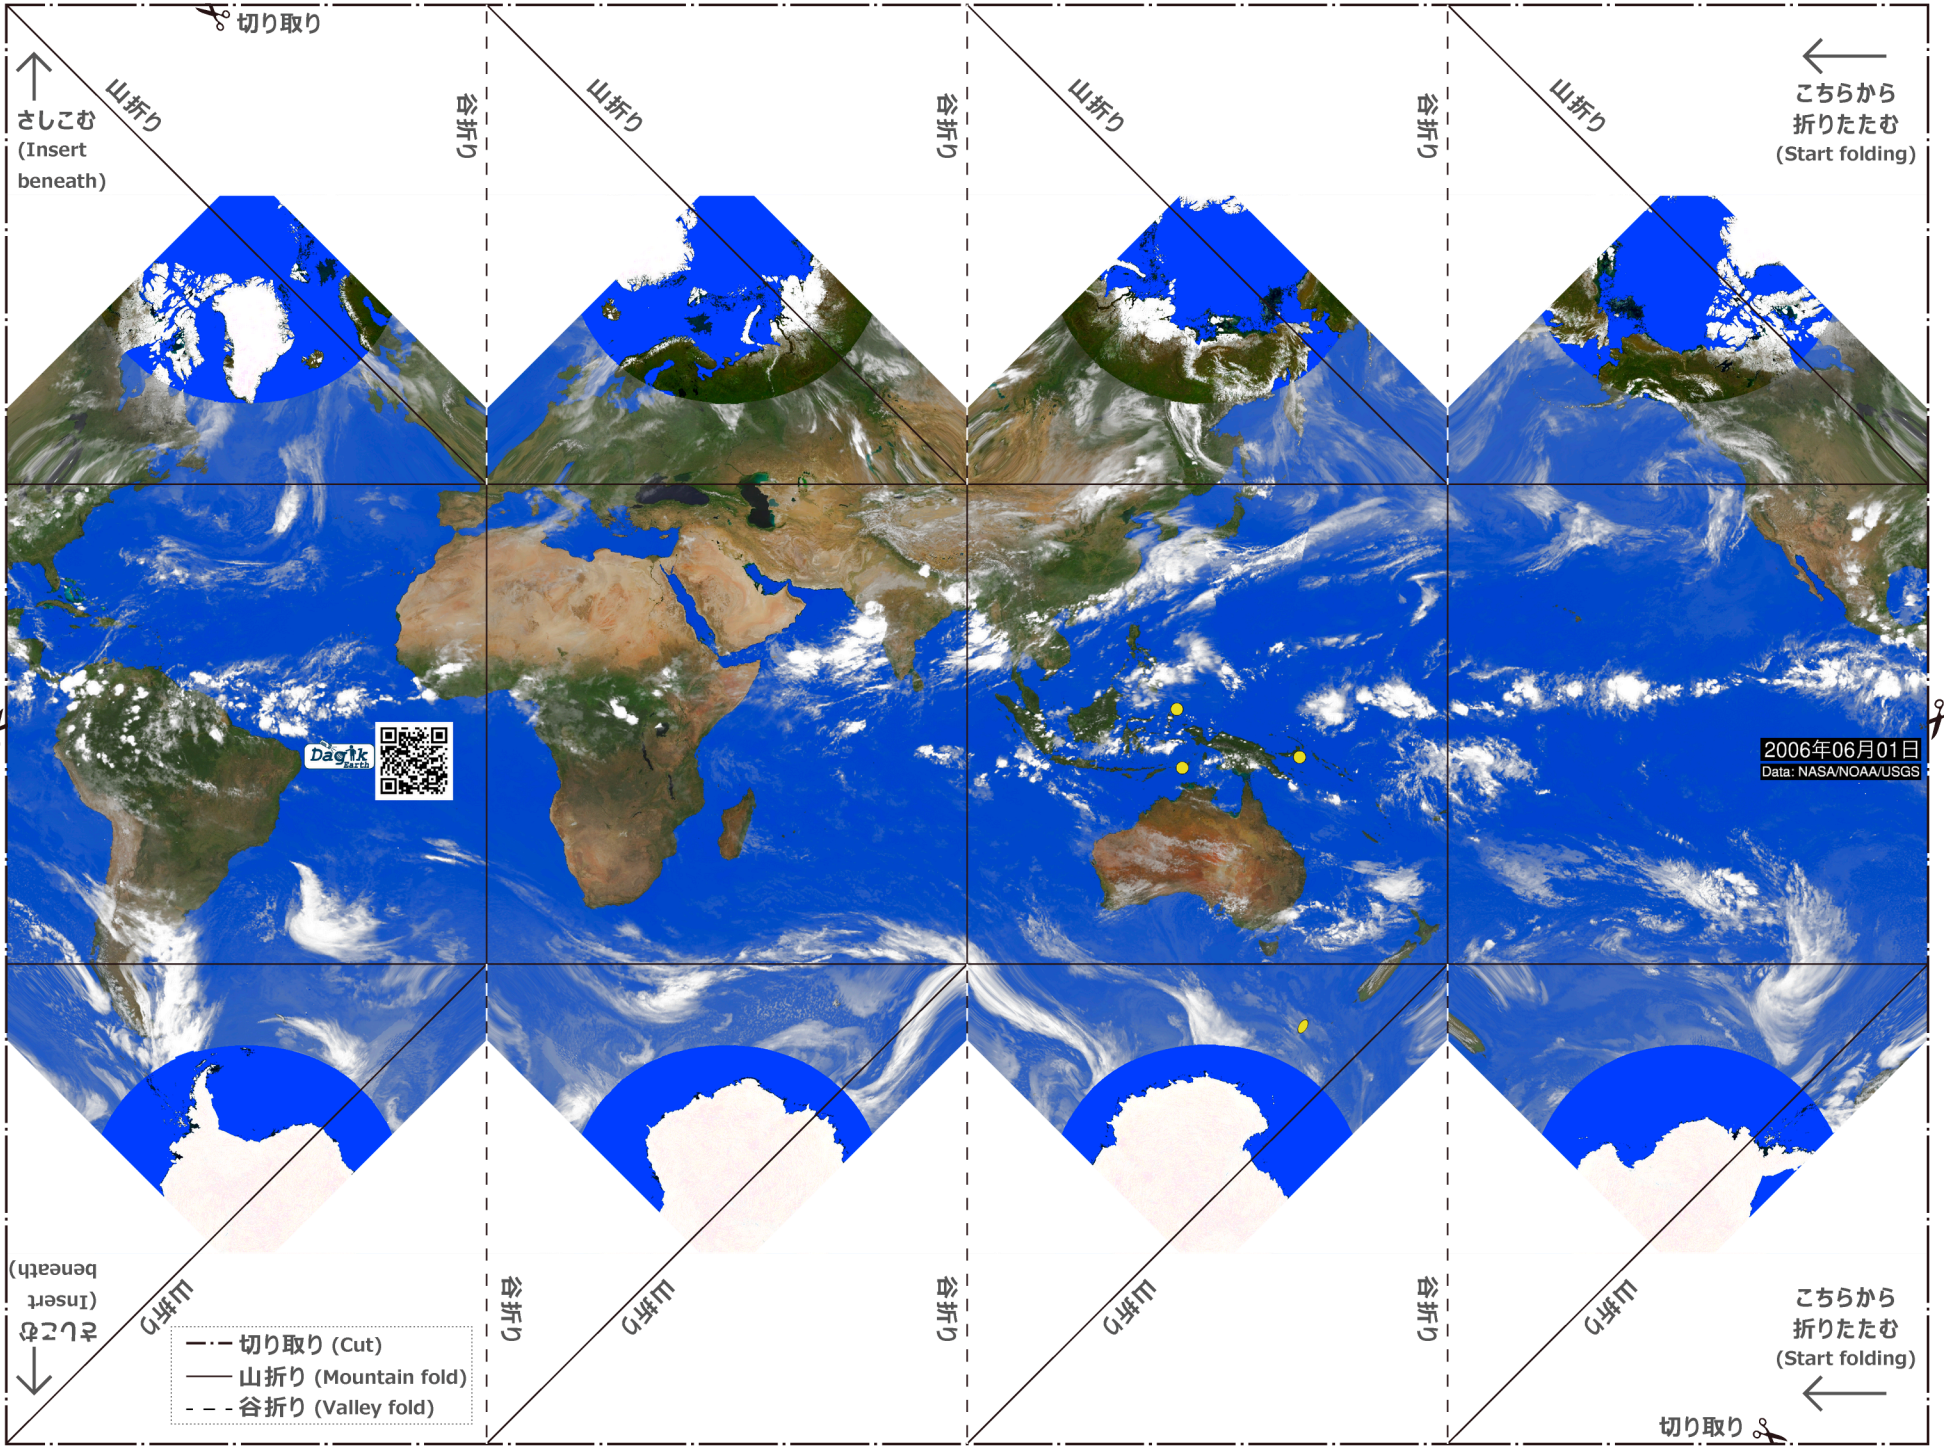 切り取り
山折り
谷折り
山折り
谷折り
山折り
谷折り
山折り
こちらから
折りたたむ
(Start folding)
さしこむ
(Insert
beneath)
Dagik
Earth
2006年06月01日
Data: NASA/NOAA/USGS
さしこむ
(Insert
beneath)
山折り
谷折り
山折り
谷折り
山折り
谷折り
山折り
こちらから
折りたたむ
(Start folding)
切り取り (Cut)
山折り (Mountain fold)
谷折り (Valley fold)
切り取り